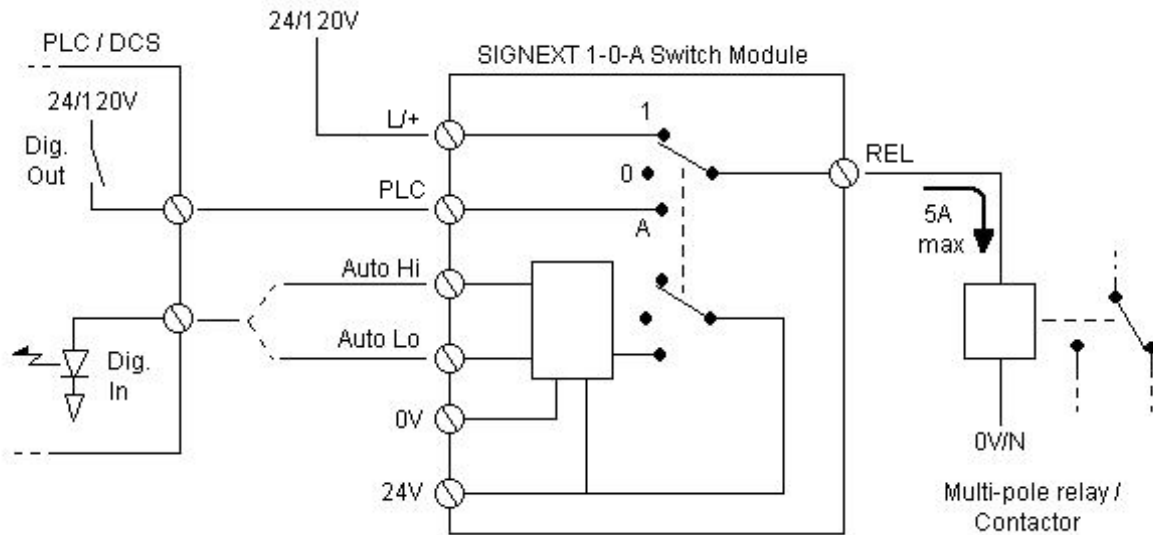 24/120V
PLC / DCS
SIGNEXT 1-0-A Switch Module
24/120V
L/+
1
Dig.
Out
0
REL
PLC
A
5A
max
Auto Hi
Auto Lo
Dig.
In
0V
0V/N
24V
Multi-pole relay /
Contactor